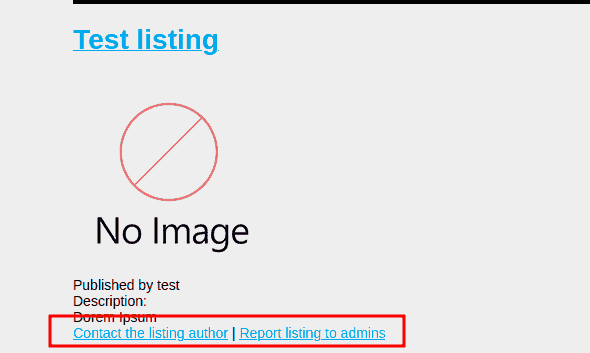 Test listing
No Image
Published by test
Description:
Dorem Ipsum
Contact the listing author | Report listing to admins